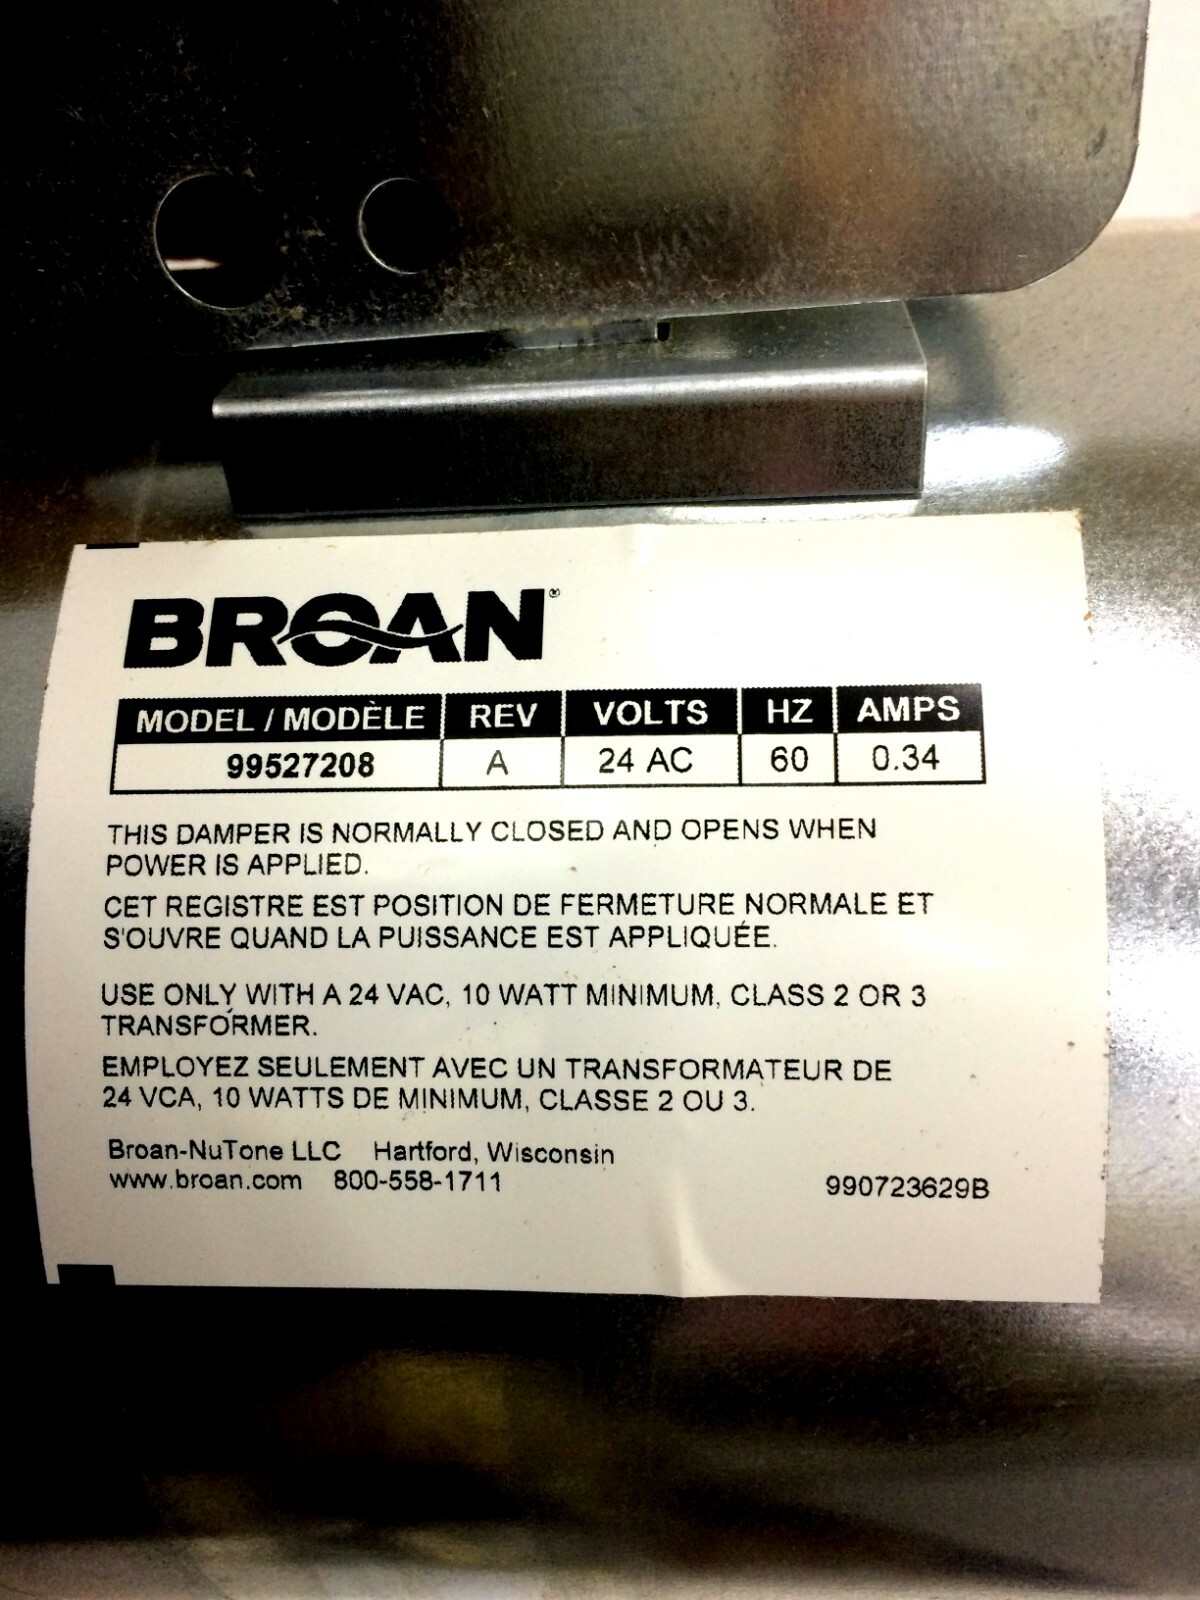 BROAN®
MODEL / MODÈLE REV VOLTS HZ AMPS
99527208 A 24 AC 60 0.34
THIS DAMPER IS NORMALLY CLOSED AND OPENS WHEN
POWER IS APPLIED.
CET REGISTRE EST POSITION DE FERMETURE NORMALE ET
S'OUVRE QUAND LA PUISSANCE EST APPLIQUÉE.
USE ONLY WITH A 24 VAC, 10 WATT MINIMUM, CLASS 2 OR 3
TRANSFORMER.
EMPLOYEZ SEULEMENT AVEC UN TRANSFORMATEUR DE
24 VCA, 10 WATTS DE MINIMUM, CLASSE 2 OU 3.
Broan-NuTone LLC Hartford, Wisconsin
www.broan.com 800-558-1711 990723629B